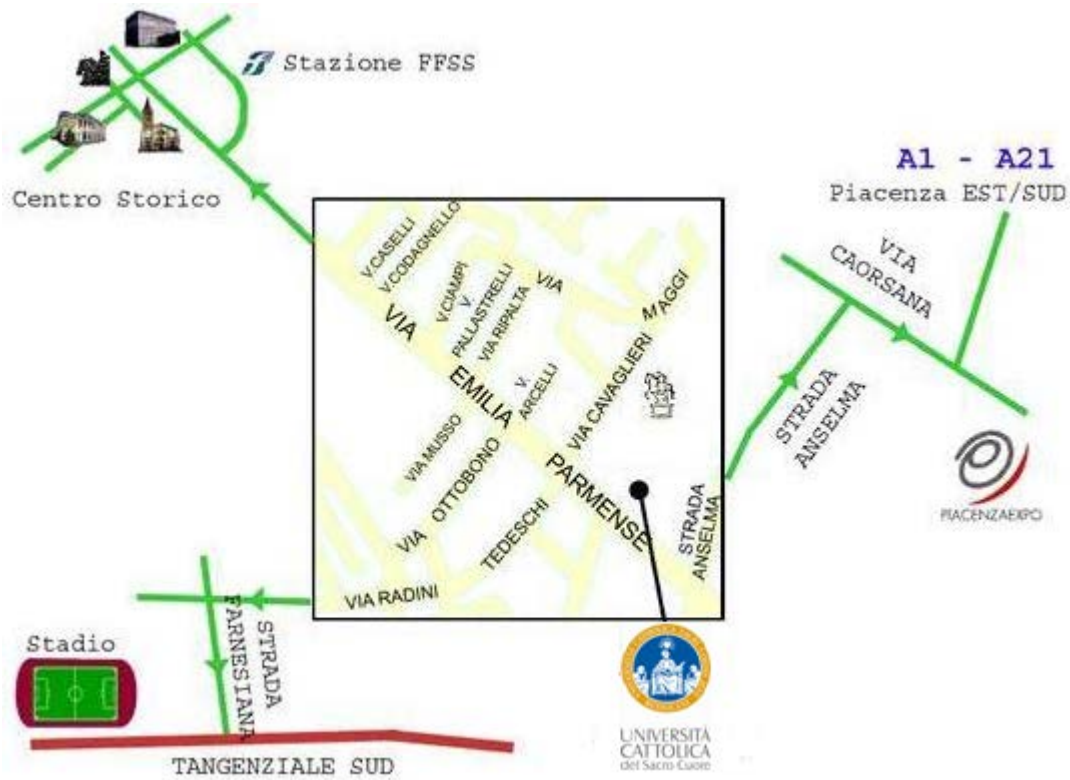 Stazione FFSS
A1 - A21
Piacenza EST/SUD
Centro Storico
VIA
CAORSANA
V.CASELLI
V.CODAGNELLO
V.CIAMPI
V.
PALLASTRELLI
VIA RIPALTA
VIA
MAGGI
VIA
EMILIA
PARMENSE
V.
ARCELLI
VIA CAVAGLIERI
VIA MUSSO
VIA OTTOBONO
TEDESCHI
VIA RADINI
STRADA
ANSELMA
STRADA
ANSELMA
PIACENZAEXPO
STRADA
FARNESIANA
Stadio
TANGENZIALE SUD
UNIVERSITÀ
CATTOLICA
del Sacro Cuore